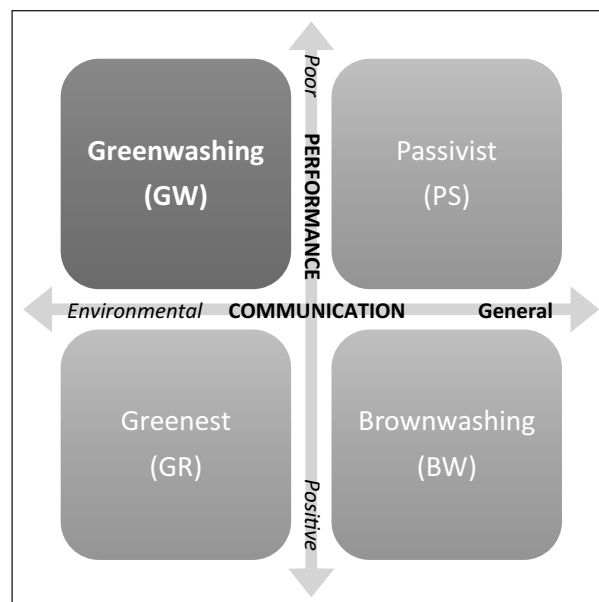 Poor
Greenwashing
(GW)
PERFORMANCE
Passivist
(PS)
Environmental COMMUNICATION General
Greenest
(GR)
Brownwashing
(BW)
Positive